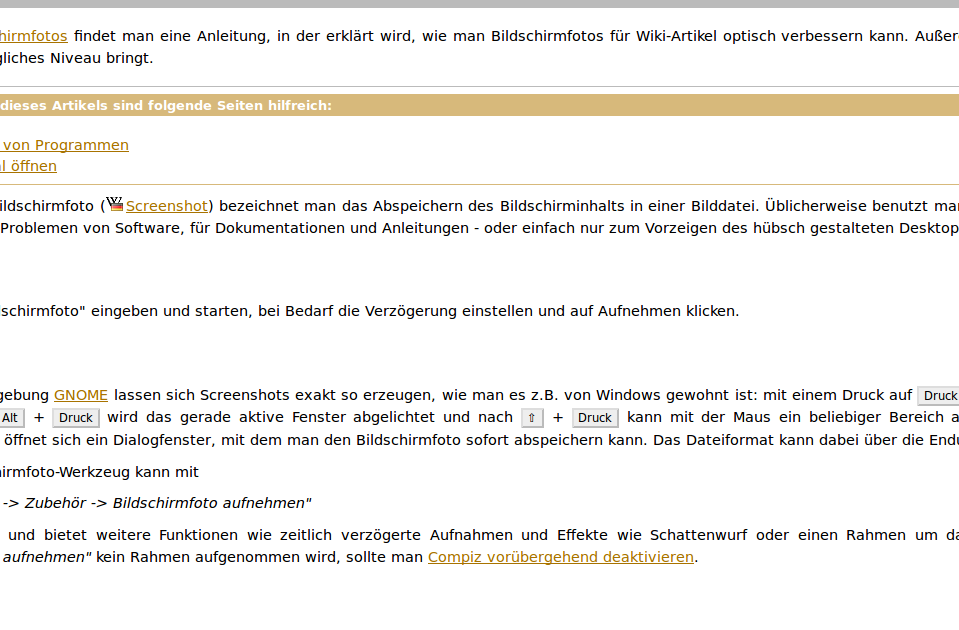 hirmfotos findet man eine Anleitung, in der erklärt wird, wie man Bildschirmfotos für Wiki-Artikel optisch verbessern kann. Außer
gliches Niveau bringt.
dieses Artikels sind folgende Seiten hilfreich:
von Programmen
al öffnen
ildschirmfoto (Screenshot) bezeichnet man das Abspeichern des Bildschirminhalts in einer Bilddatei. Üblicherweise benutzt man
Problemen von Software, für Dokumentationen und Anleitungen - oder einfach nur zum Vorzeigen des hübsch gestalteten Desktop
schirmfoto" eingeben und starten, bei Bedarf die Verzögerung einstellen und auf Aufnehmen klicken.
gebung GNOME lassen sich Screenshots exakt so erzeugen, wie man es z.B. von Windows gewohnt ist: mit einem Druck auf Druck
Alt + Druck wird das gerade aktive Fenster abgelichtet und nach ⇧ + Druck kann mit der Maus ein beliebiger Bereich a
öffnet sich ein Dialogfenster, mit dem man den Bildschirmfoto sofort abspeichern kann. Das Dateiformat kann dabei über die Endu
hirmfoto-Werkzeug kann mit
-> Zubehör -> Bildschirmfoto aufnehmen"
und bietet weitere Funktionen wie zeitlich verzögerte Aufnahmen und Effekte wie Schattenwurf oder einen Rahmen um da
aufnehmen" kein Rahmen aufgenommen wird, sollte man Compiz vorübergehend deaktivieren.